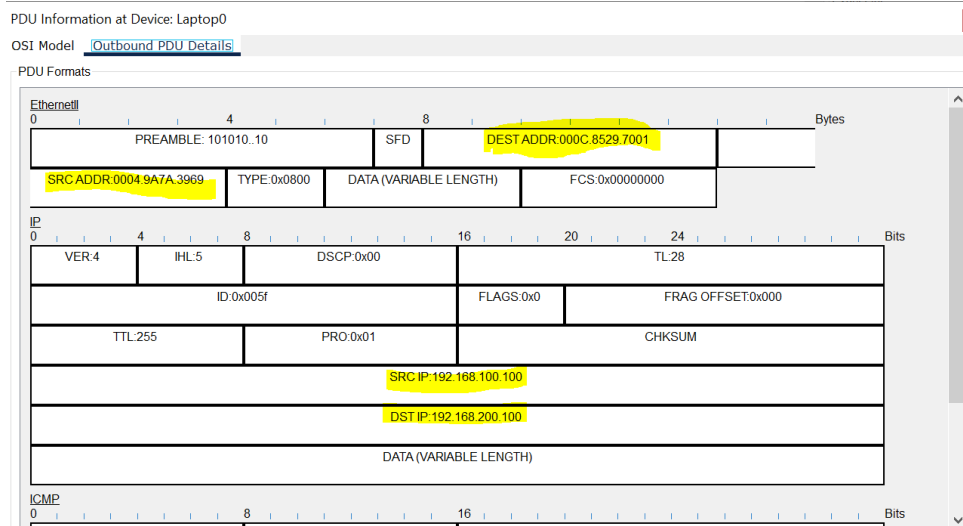 PDU Information at Device: Laptop0
OSI Model Outbound PDU Details
PDU Formats
EthernetII
0 4 8 Bytes
PREAMBLE: 101010..10 SFD DEST ADDR:000C.8529.7001
SRC ADDR:0004.9A7A.3969 TYPE:0x0800 DATA (VARIABLE LENGTH) FCS:0x00000000
IP
0 4 8 16 20 24 Bits
VER:4 IHL:5 DSCP:0x00 TL:28
ID:0x005f FLAGS:0x0 FRAG OFFSET:0x000
TTL:255 PRO:0x01 CHKSUM
SRC IP:192.168.100.100
DST IP:192.168.200.100
DATA (VARIABLE LENGTH)
ICMP
0 8 16 Bits